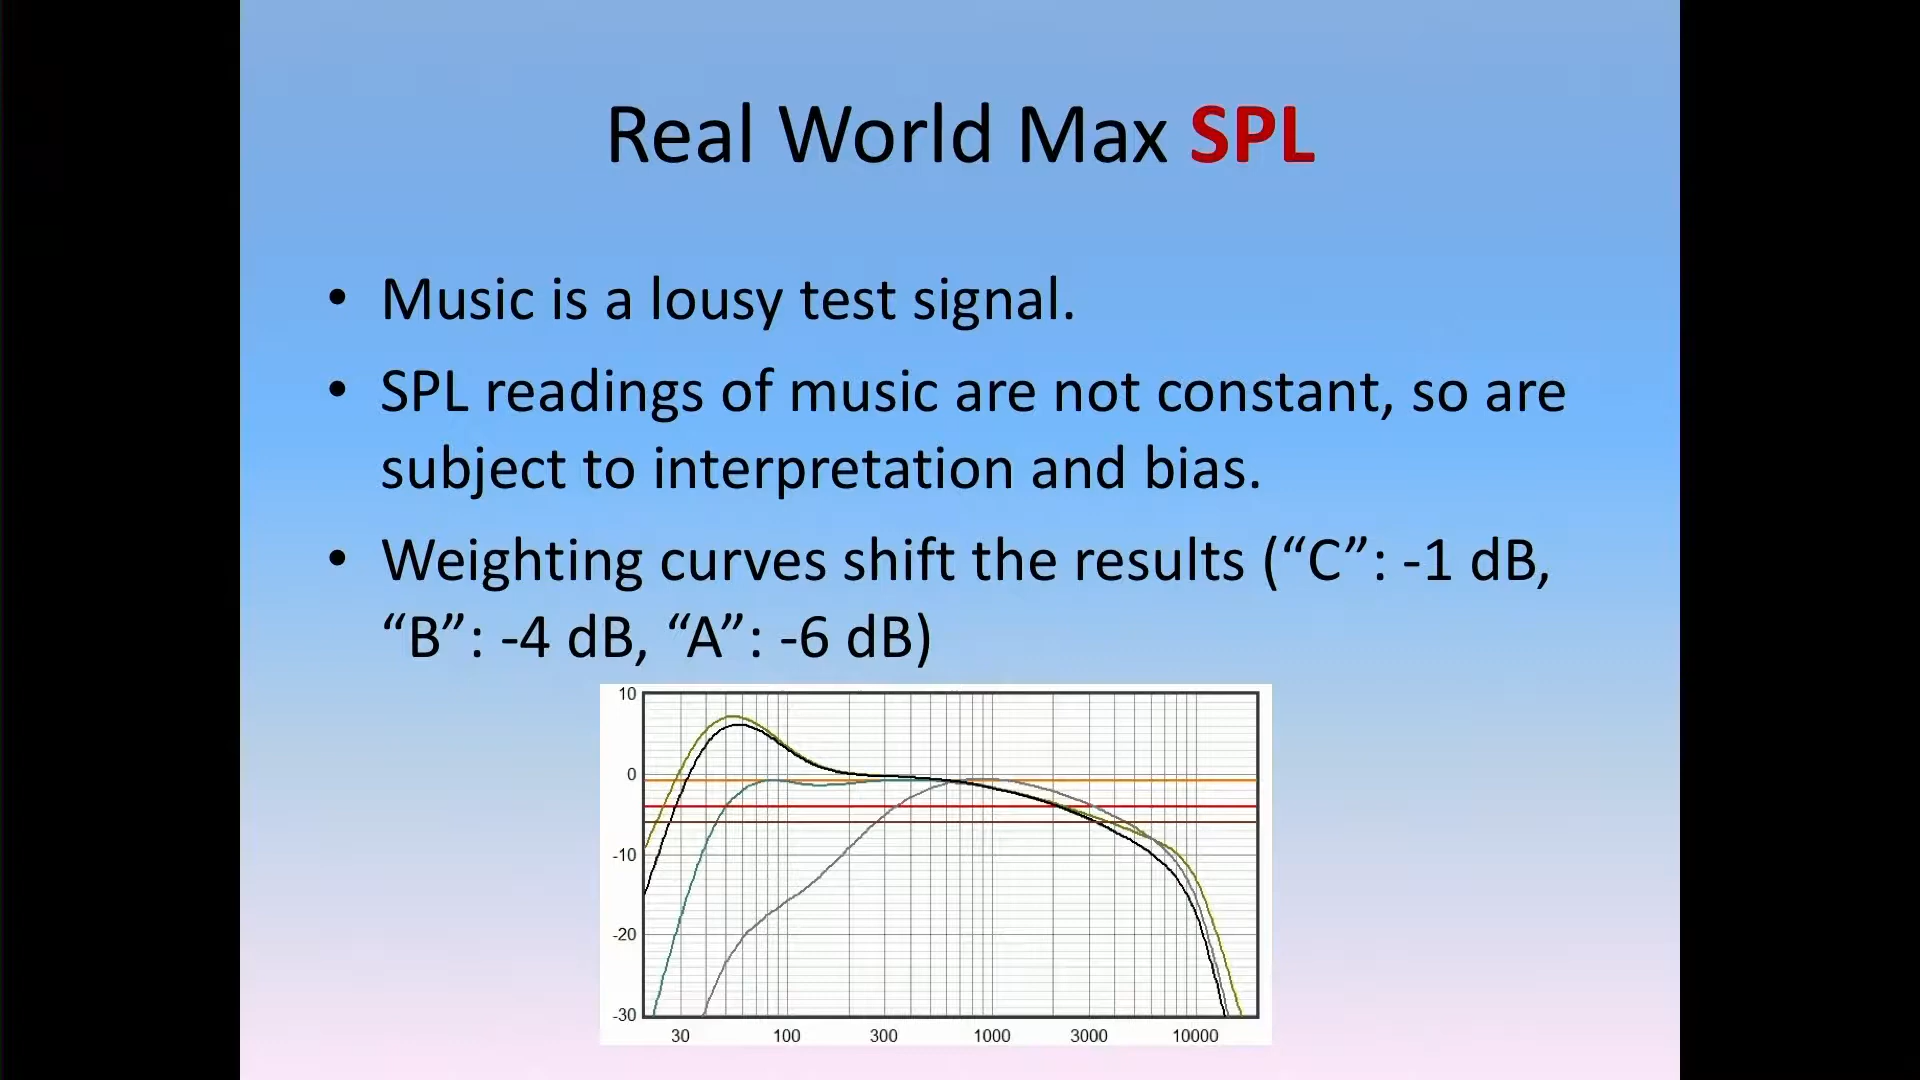 Real World Max SPL
• Music is a lousy test signal.
• SPL readings of music are not constant, so are
subject to interpretation and bias.
• Weighting curves shift the results (“C”: -1 dB,
“B”: -4 dB, “A”: -6 dB)
10
0
-10
-20
-30
30 100 300 1000 3000 10000